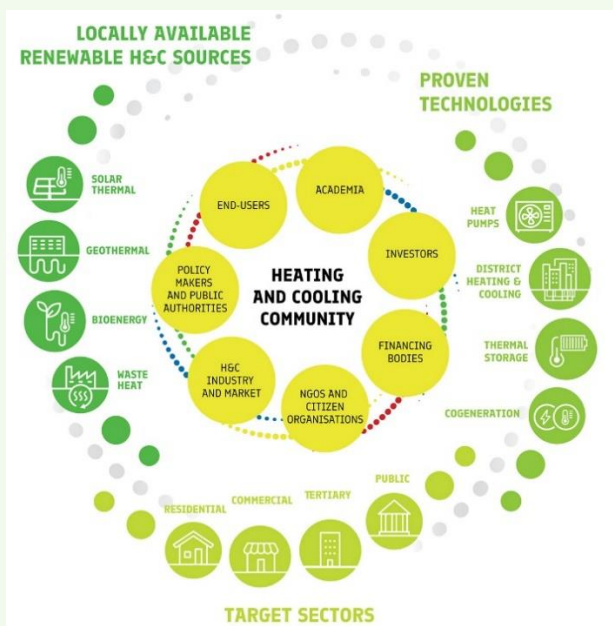 LOCALLY AVAILABLE
RENEWABLE H&C SOURCES
PROVEN
TECHNOLOGIES
SOLAR
THERMAL
GEOTHERMAL
BIOENERGY
WASTE
HEAT
END-USERS
ACADEMIA
INVESTORS
POLICY
MAKERS
AND PUBLIC
AUTHORITIES
HEATING
AND COOLING
COMMUNITY
FINANCING
BODIES
H&C
INDUSTRY
AND MARKET
NGOS AND
CITIZEN
ORGANISATIONS
HEAT
PUMPS
DISTRICT
HEATING &
COOLING
THERMAL
STORAGE
COGENERATION
RESIDENTIAL
COMMERCIAL
TERTIARY
PUBLIC
TARGET SECTORS